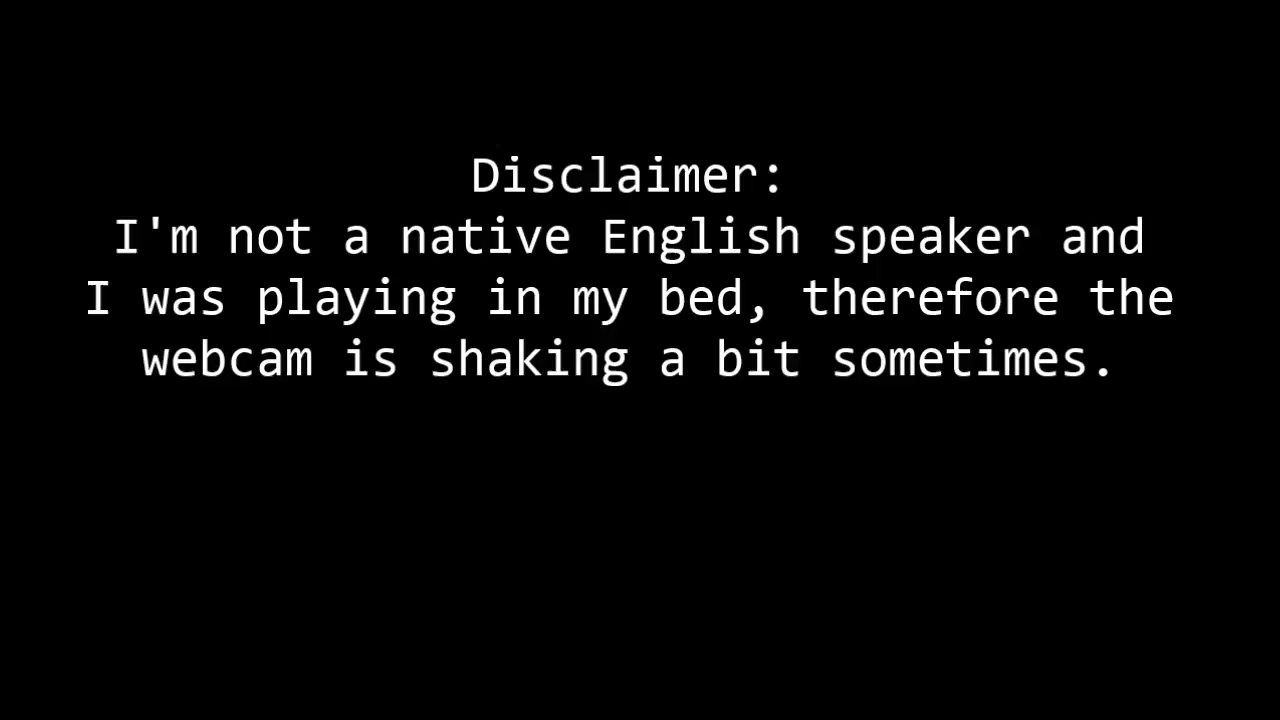 Disclaimer:
I'm not a native English speaker and
I was playing in my bed, therefore the
webcam is shaking a bit sometimes.